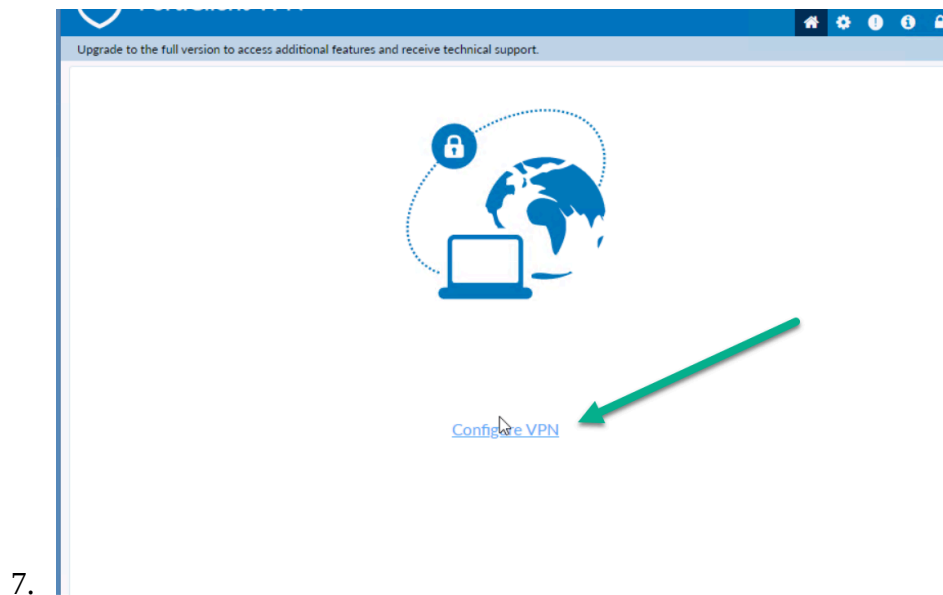 Upgrade to the full version to access additional features and receive technical support.
Configure VPN
7.